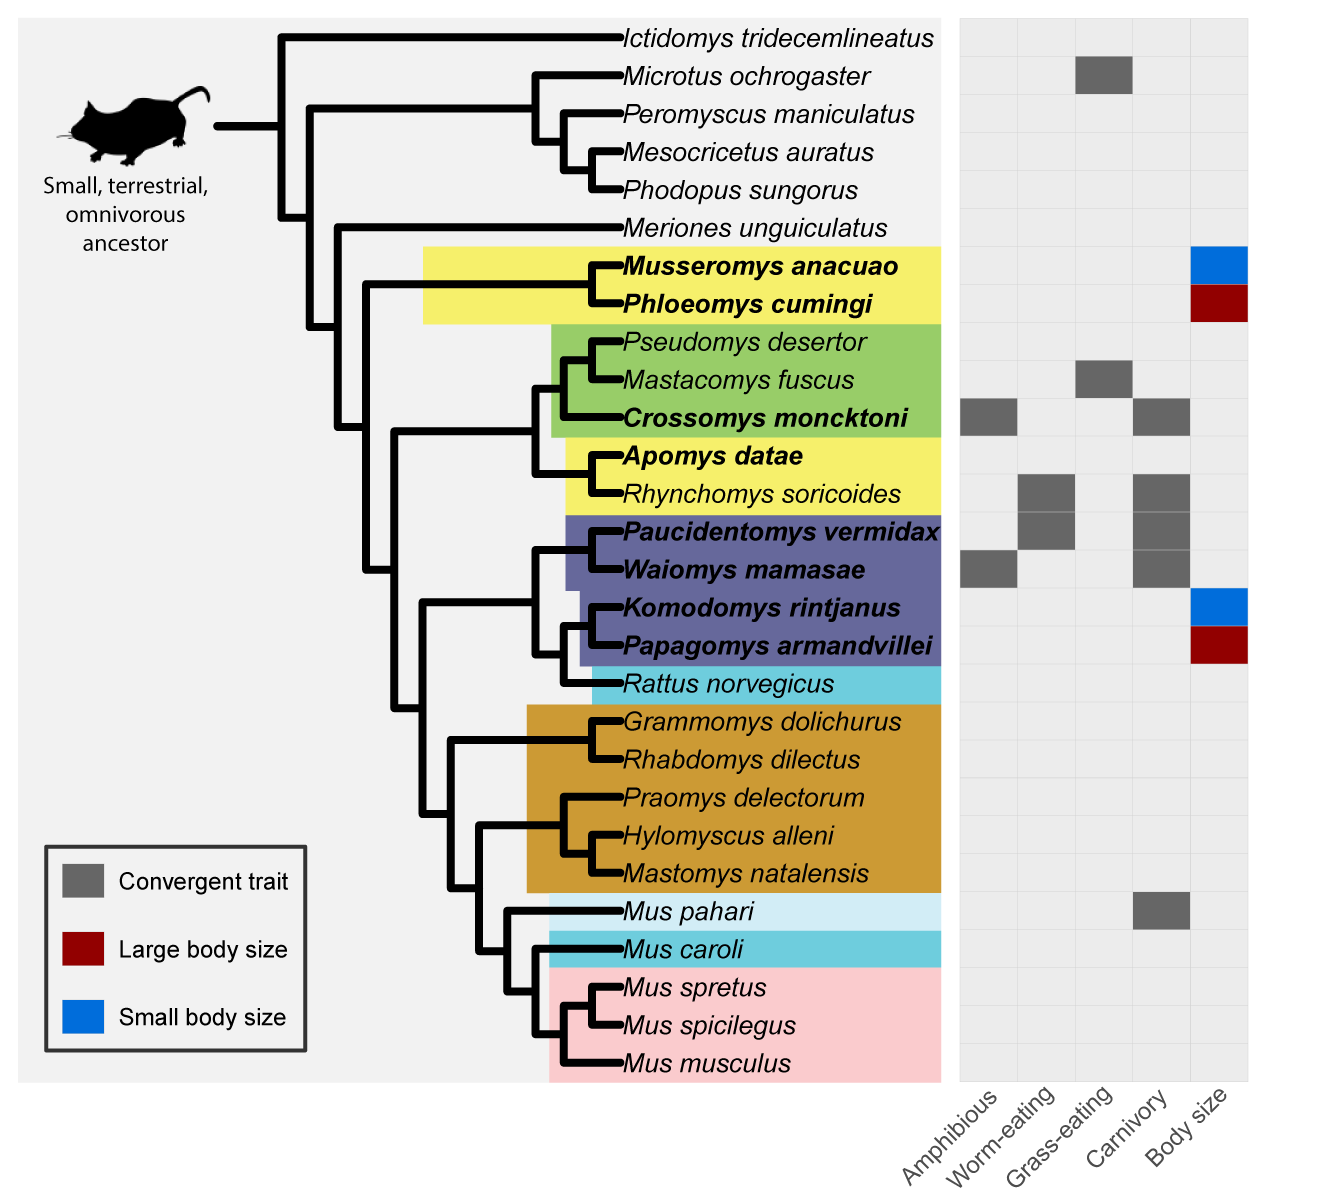 Small, terrestrial,
omnivorous
ancestor
Ictidomys tridecemlineatus
Microtus ochrogaster
Peromyscus maniculatus
Mesocricetus auratus
Phodopus sungorus
Meriones unguiculatus
Musseromys anacuao
Phloeomys cumingi
Pseudomys desertor
Mastacomys fuscus
Crossomys moncktoni
Apomys datae
Rhynchomys soricoides
Paucidentomys vermidax
Waiomys mamasae
Komodomys rintjanus
Papagomys armandvillei
Rattus norvegicus
Grammomys dolichurus
Rhabdomys dilectus
Praomys delectorum
Hylomyscus alleni
Mastomys natalensis
Mus pahari
Mus caroli
Mus spretus
Mus spicilegus
Mus musculus
Convergent trait
Large body size
Small body size
Amphibious
Worm-eating
Grass-eating
Carnivory
Body size